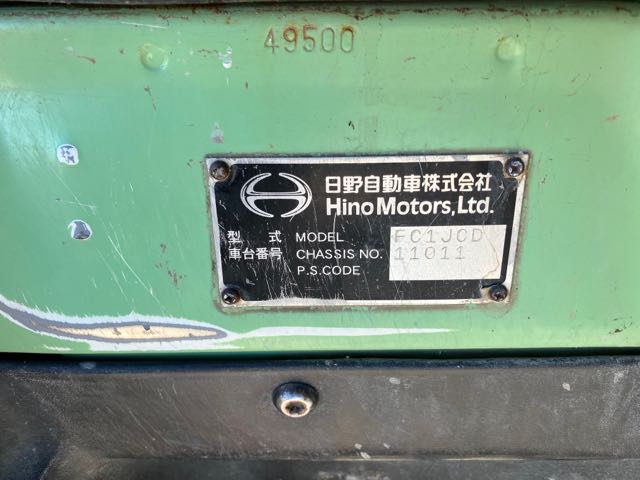 49500
日野自動車株式会社
Hino Motors, Ltd.
型 式 MODEL FC1JCD
車台番号 CHASSIS NO. 11011
P.S.CODE